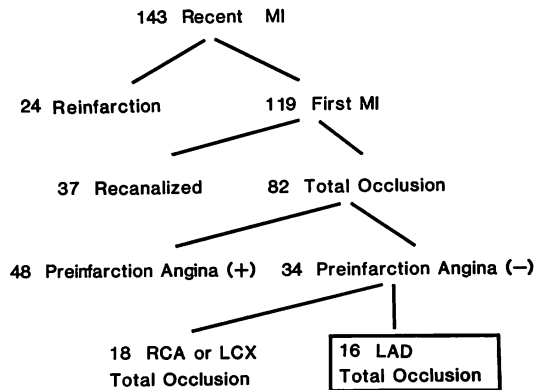 143 Recent MI
24 Reinfarction
119 First MI
37 Recanalized
82 Total Occlusion
48 Preinfarction Angina (+)
34 Preinfarction Angina (−)
18 RCA or LCX
Total Occlusion
16 LAD
Total Occlusion